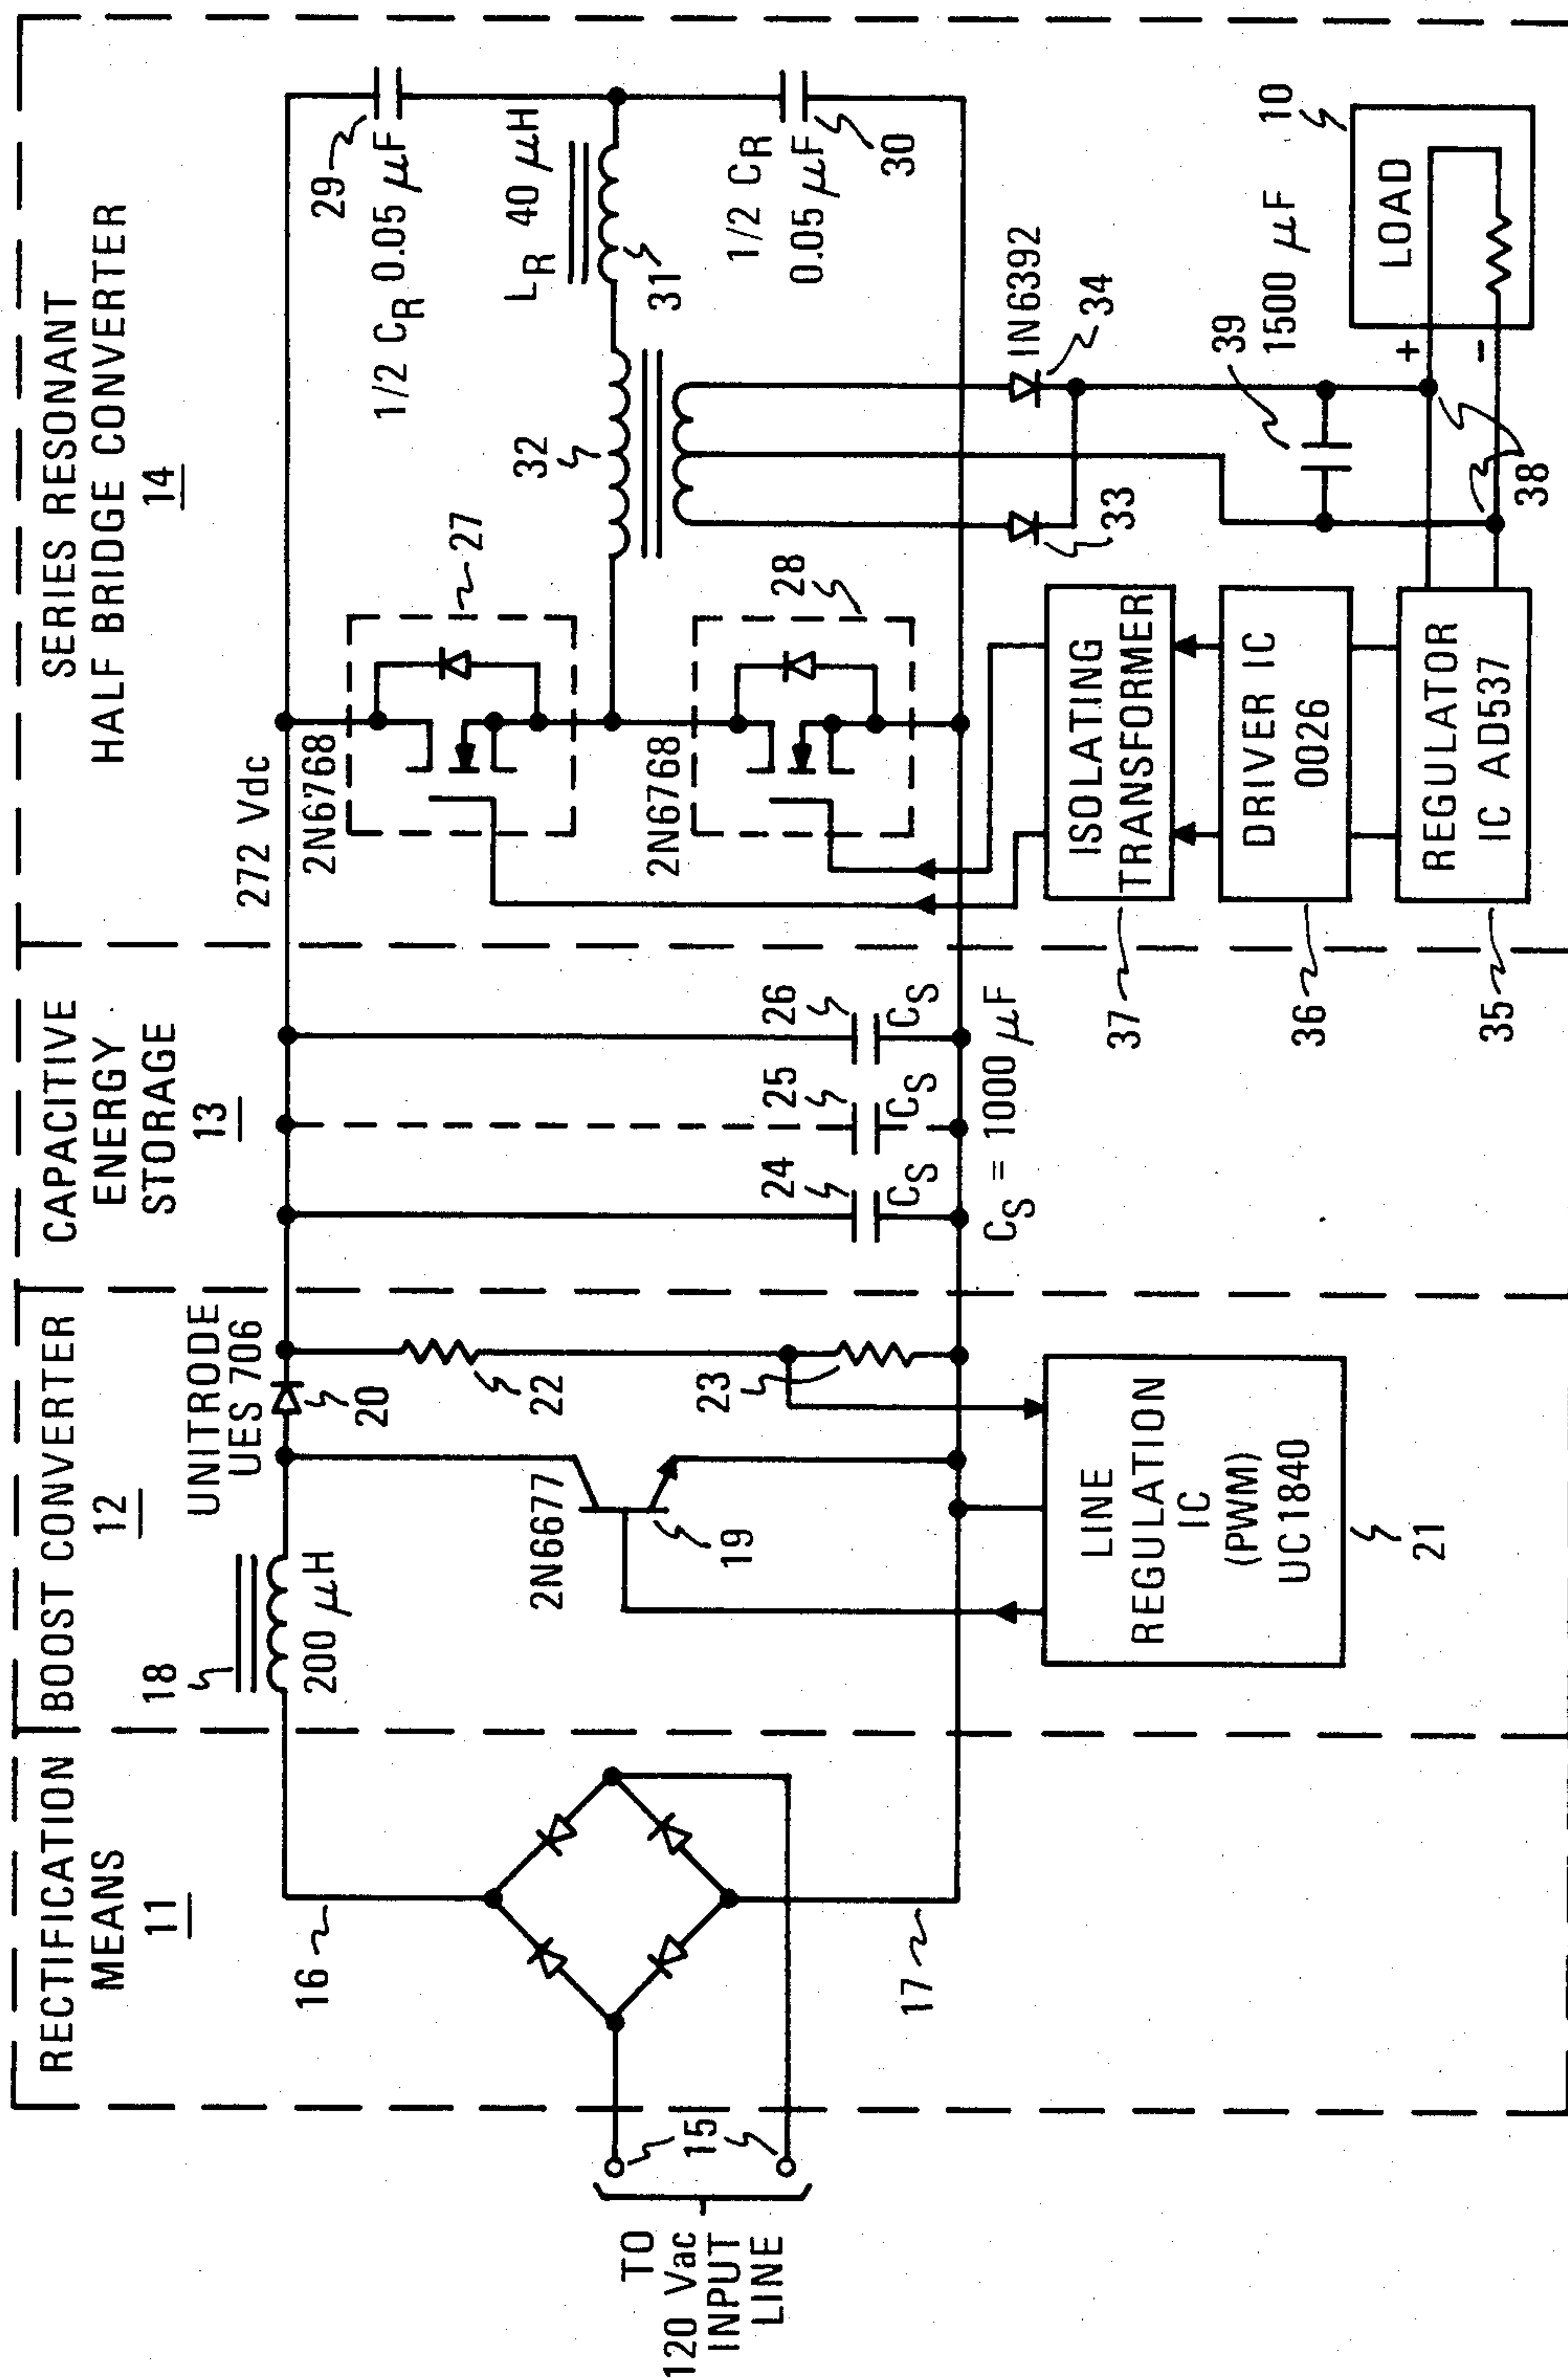 RECTIFICATION
MEANS
11
BOOST CONVERTER
12
CAPACITIVE
ENERGY
STORAGE
13
SERIES RESONANT
HALF BRIDGE CONVERTER
14
TO
120 Vac
INPUT
LINE
15
16
17
18
200 μH
UNITRODE
UES 706
20
22
2N6677
19
23
LINE
REGULATION
IC
(PWM)
UC1840
21
24
CS
25
CS
26
CS
CS = 1000 μF
272 Vdc
2N6768
27
2N6768
28
29
1/2 CR 0.05 μF
LR 40 μH
31
32
1/2 CR
0.05 μF
30
IN6392
34
33
39
1500 μF
ISOLATING
TRANSFORMER
37
DRIVER IC
0026
36
REGULATOR
IC AD537
35
38
+
-
LOAD
10